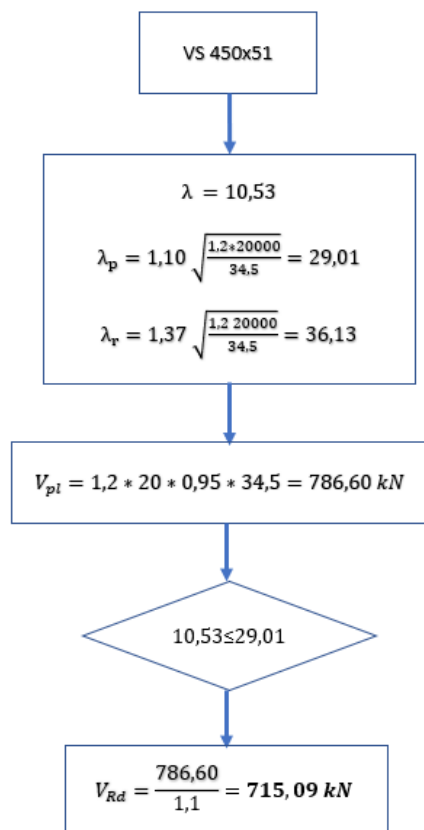 VS 450x51
λ = 10,53
λp = 1,10 √(1,2*20000/34,5) = 29,01
λr = 1,37 √(1,2 20000/34,5) = 36,13
Vpl = 1,2 * 20 * 0,95 * 34,5 = 786,60 kN
10,53≤29,01
VRd = 786,60/1,1 = 715,09 kN